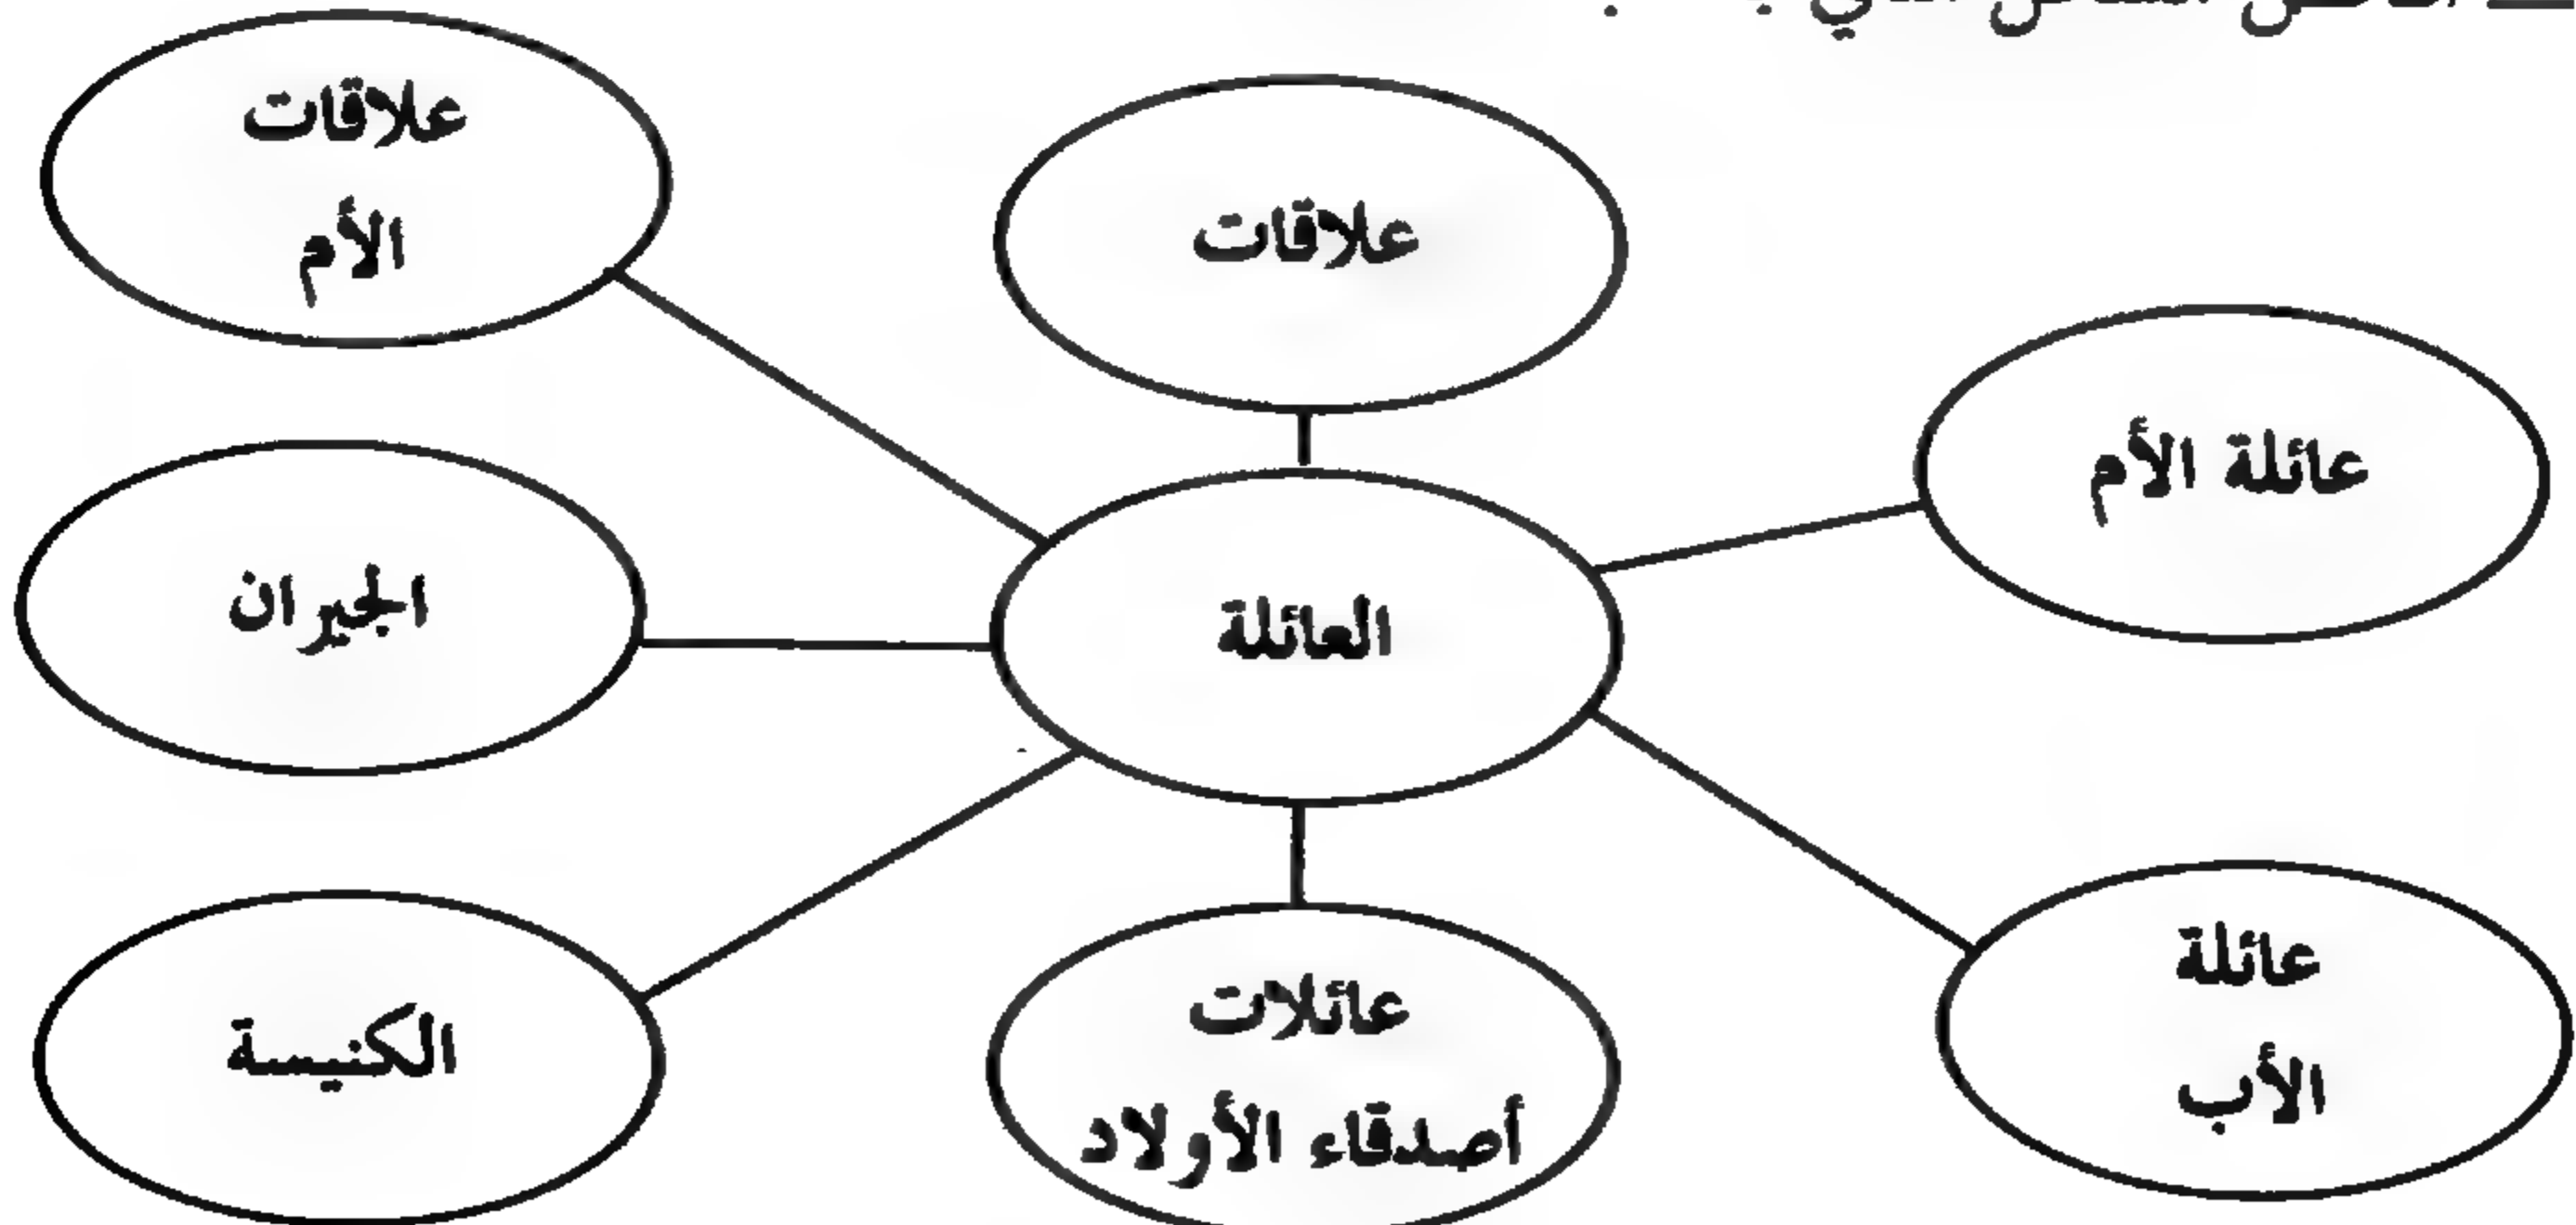 علاقات
الأم
علاقات
عائلة الأم
الجيران
العائلة
عائلة
الأب
الكنيسة
عائلات
أصدقاء الأولاد